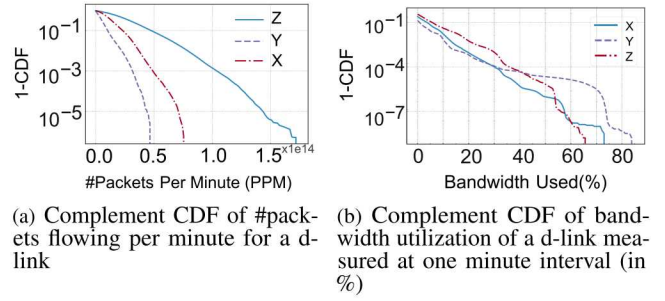 1-CDF
10⁻¹
10⁻³
10⁻⁵
Z
Y
X
0.0 0.5 1.0 1.5
x1e14
#Packets Per Minute (PPM)
(a) Complement CDF of #pack-
ets flowing per minute for a d-
link
1-CDF
10⁻¹
10⁻⁴
10⁻⁷
X
Y
Z
0 20 40 60 80
Bandwidth Used(%)
(b) Complement CDF of band-
width utilization of a d-link mea-
sured at one minute interval (in
%)